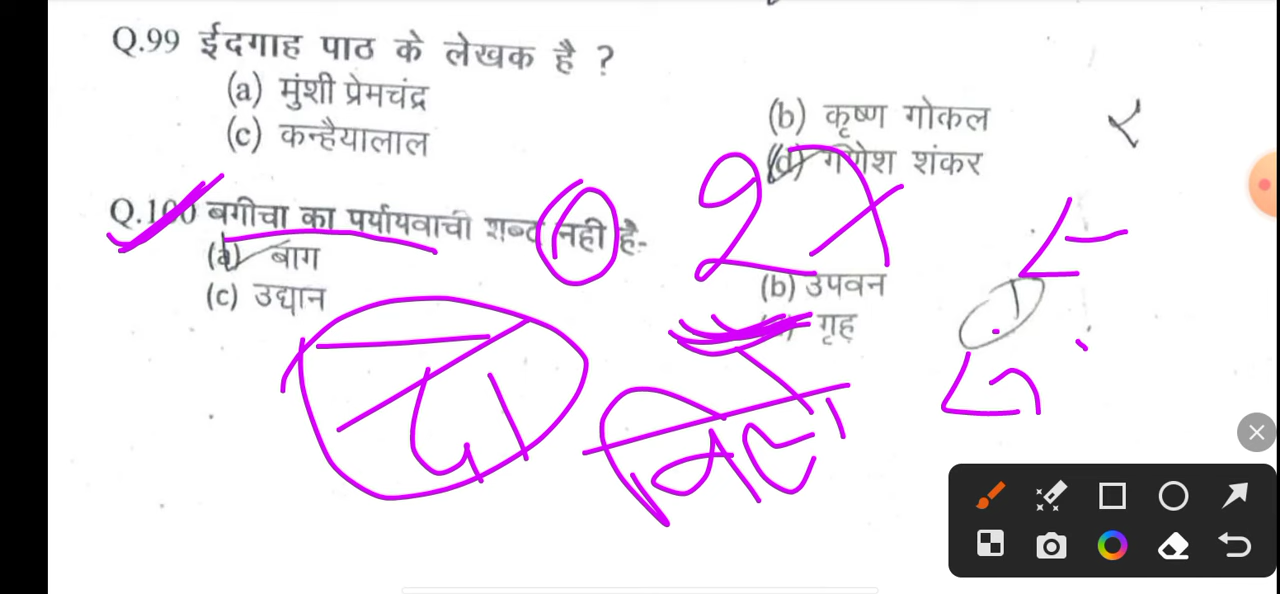 Q.99 ईदगाह पाठ के लेखक है ?
(a) मुंशी प्रेमचंद्र
(b) कृष्ण गोकल
(c) कन्हैयालाल
(d) गणेश शंकर
Q.100 बगीचा का पर्यायवाची शब्द नही है:-
(a) बाग
(b) उपवन
(c) उद्यान
गृह